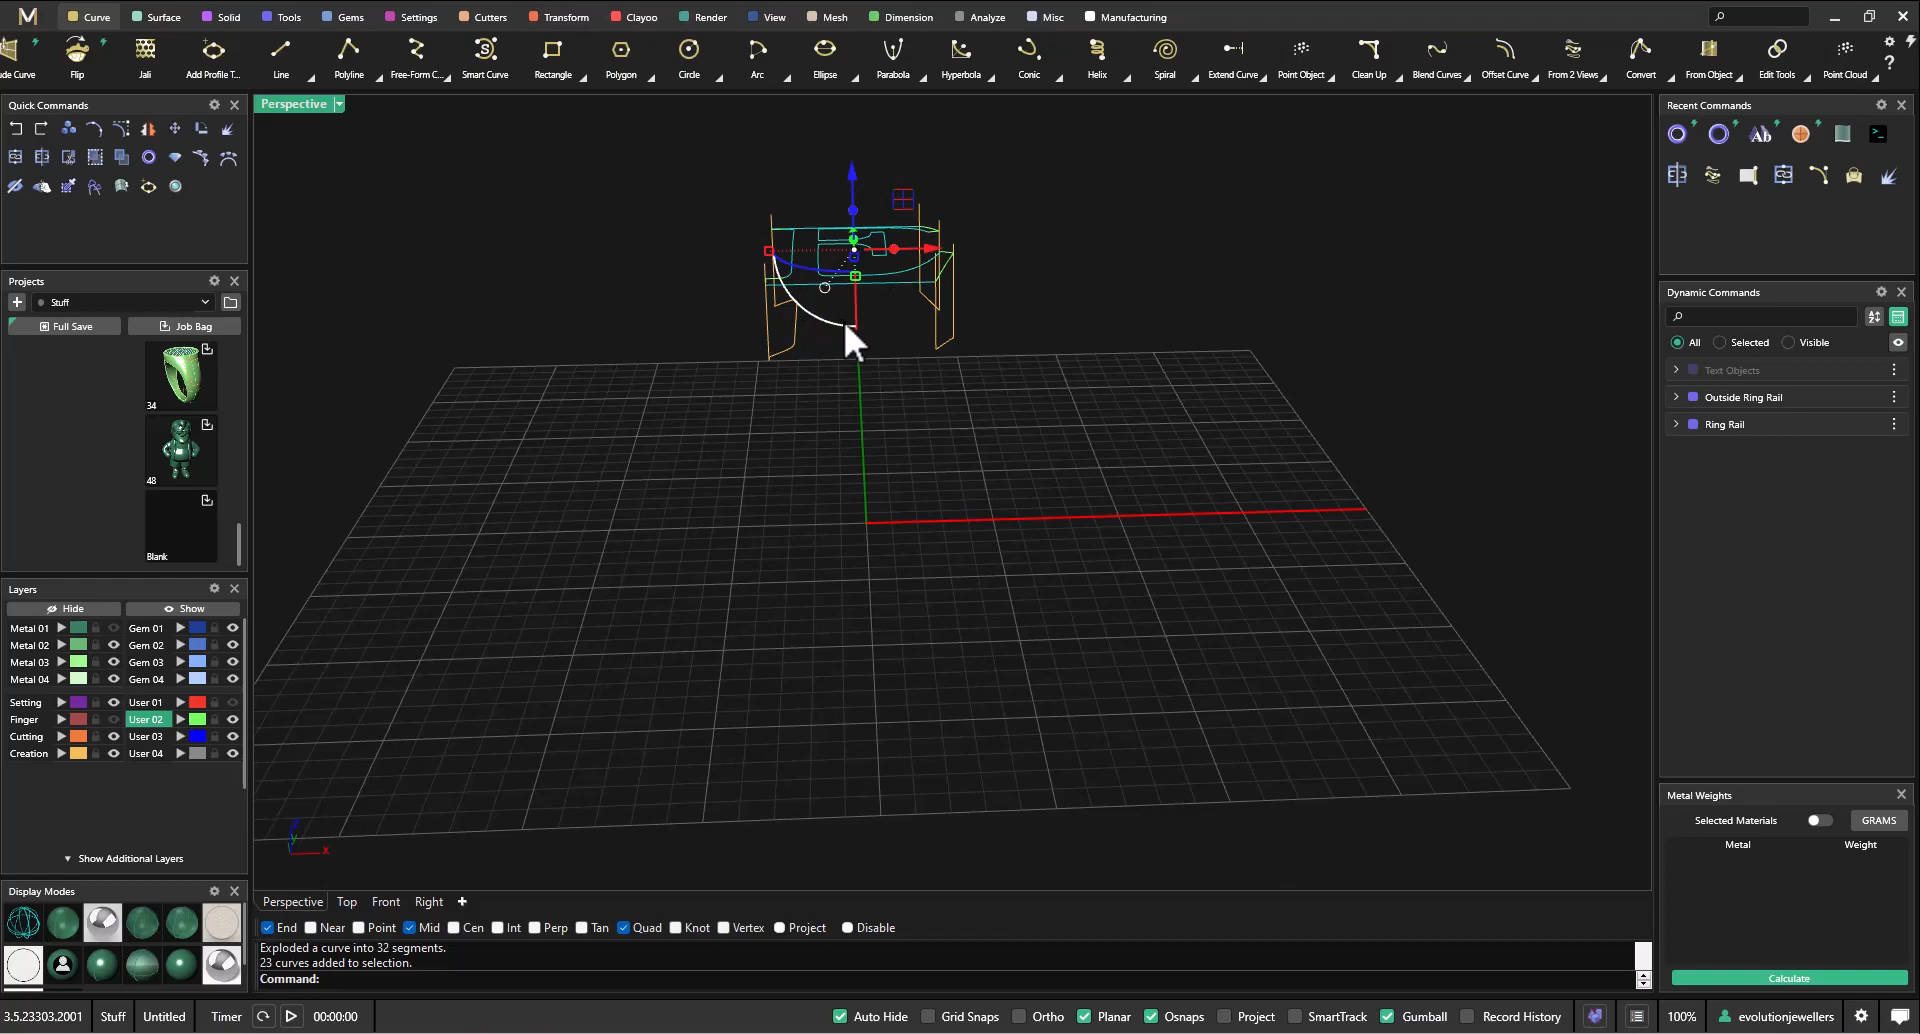 Curve Surface Solid Tools Gems Settings Cutters Transform Clayoo Render View Mesh Dimension Analyze Misc Manufacturing
de Curve Flip Jali Add Profile T... Line Polyline Free-Form C... Smart Curve Rectangle Polygon Circle Arc Ellipse Parabola Hyperbola Conic Helix Spiral Extend Curve Point Object Clean Up Blend Curves Offset Curve From 2 Views Convert From Object Edit Tools Point Cloud
Quick Commands
Projects
Stuff
Full Save Job Bag
34
48
Blank
Layers
Hide Show
Metal 01 Gem 01
Metal 02 Gem 02
Metal 03 Gem 03
Metal 04 Gem 04
Setting User 01
Finger User 02
Cutting User 03
Creation User 04
Show Additional Layers
Display Modes
Perspective
z
y
x
Perspective Top Front Right
End Near Point Mid Cen Int Perp Tan Quad Knot Vertex Project Disable
Exploded a curve into 32 segments.
23 curves added to selection.
Command:
Recent Commands
Ab
Dynamic Commands
All Selected Visible
Text Objects
Outside Ring Rail
Ring Rail
Metal Weights
Selected Materials GRAMS
Metal Weight
Calculate
3.5.23303.2001 Stuff Untitled Timer 00:00:00 Auto Hide Grid Snaps Ortho Planar Osnaps Project SmartTrack Gumball Record History 100% evolutionjewellers